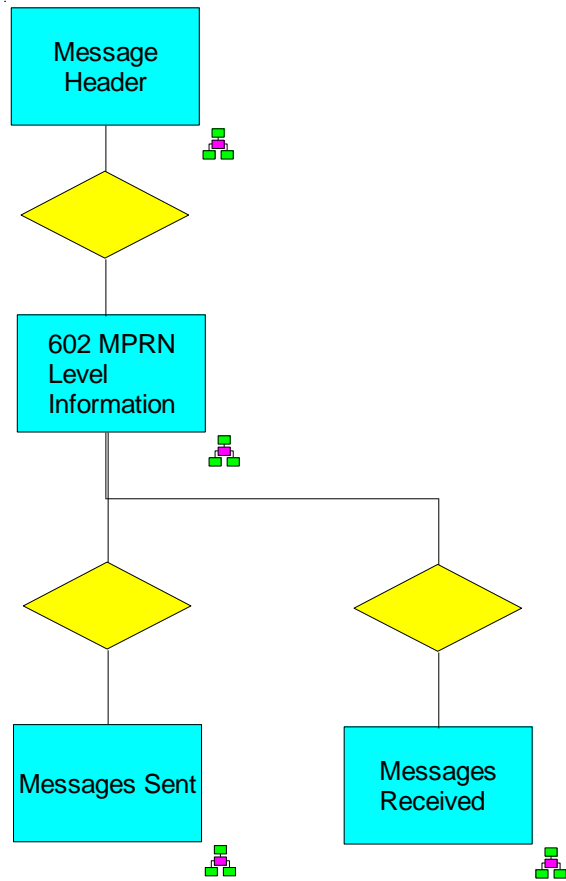 Message
Header
602 MPRN
Level
Information
Messages Sent
Messages
Received